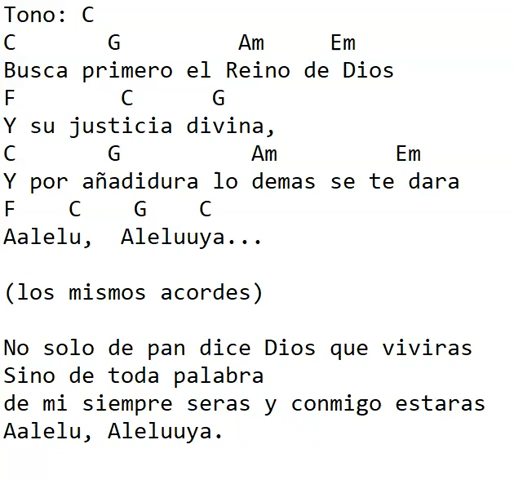 Tono: C
C       G         Am     Em
Busca primero el Reino de Dios
F        C      G
Y su justicia divina,
C       G          Am         Em
Y por añadidura lo demas se te dara
F    C    G    C
Aalelu,  Aleluuya...

(los mismos acordes)

No solo de pan dice Dios que viviras
Sino de toda palabra
de mi siempre seras y conmigo estaras
Aalelu, Aleluuya.